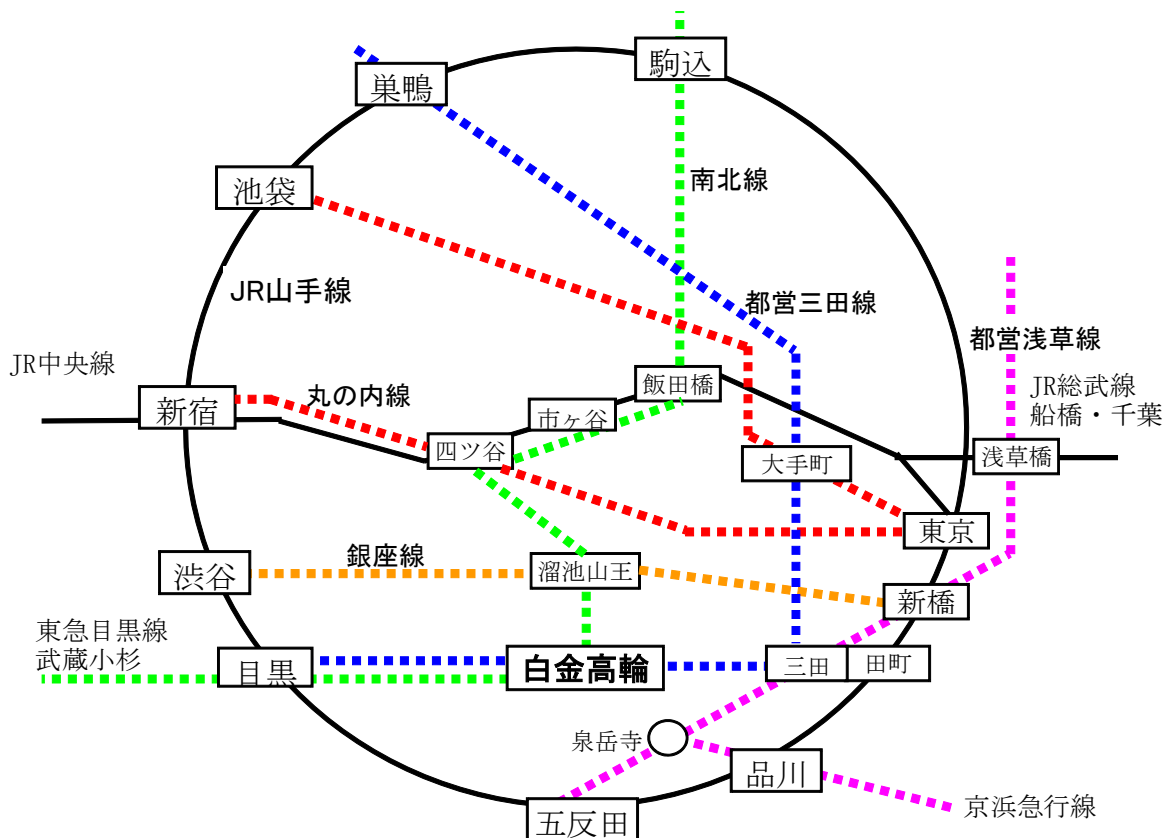 駒込
巣鴨
池袋
南北線
JR山手線
都営三田線
都営浅草線
JR中央線
JR総武線
船橋・千葉
新宿
丸の内線
飯田橋
市ヶ谷
四ツ谷
大手町
浅草橋
東京
渋谷
銀座線
溜池山王
新橋
東急目黒線
武蔵小杉
目黒
白金高輪
三田
田町
泉岳寺
品川
京浜急行線
五反田